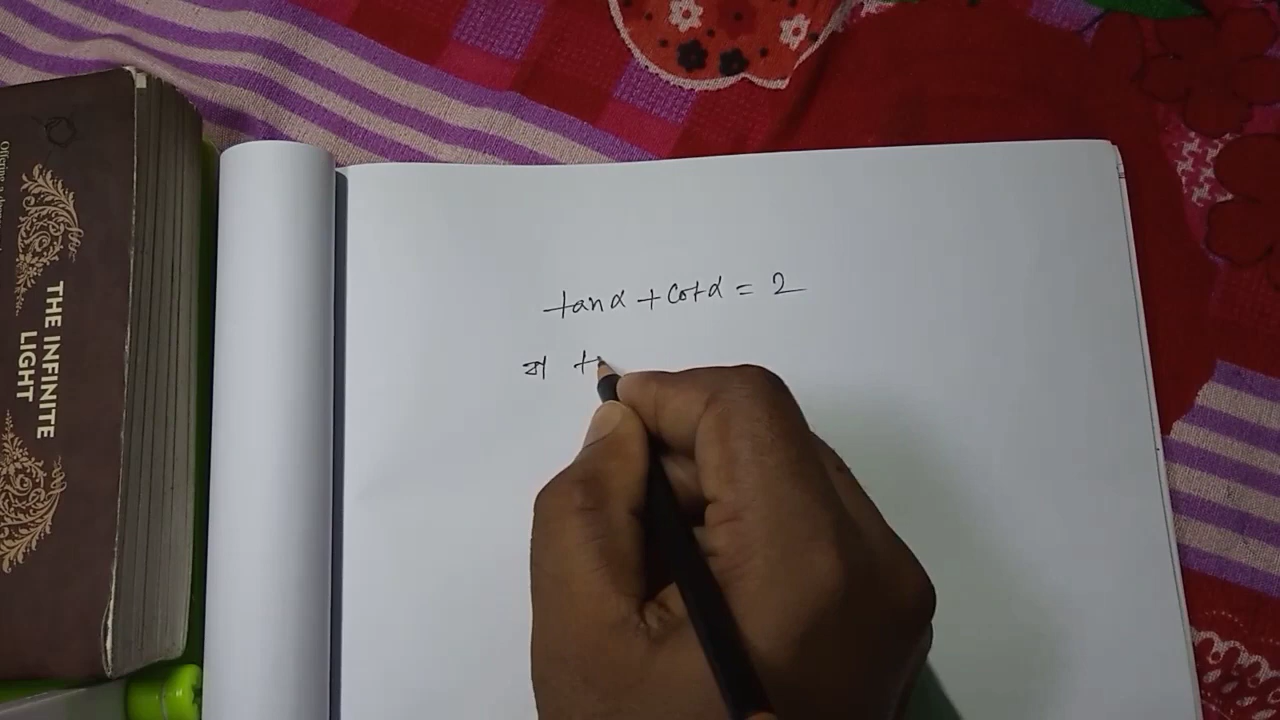 THE INFINITE
LIGHT
tanα + cotα = 2
বা t